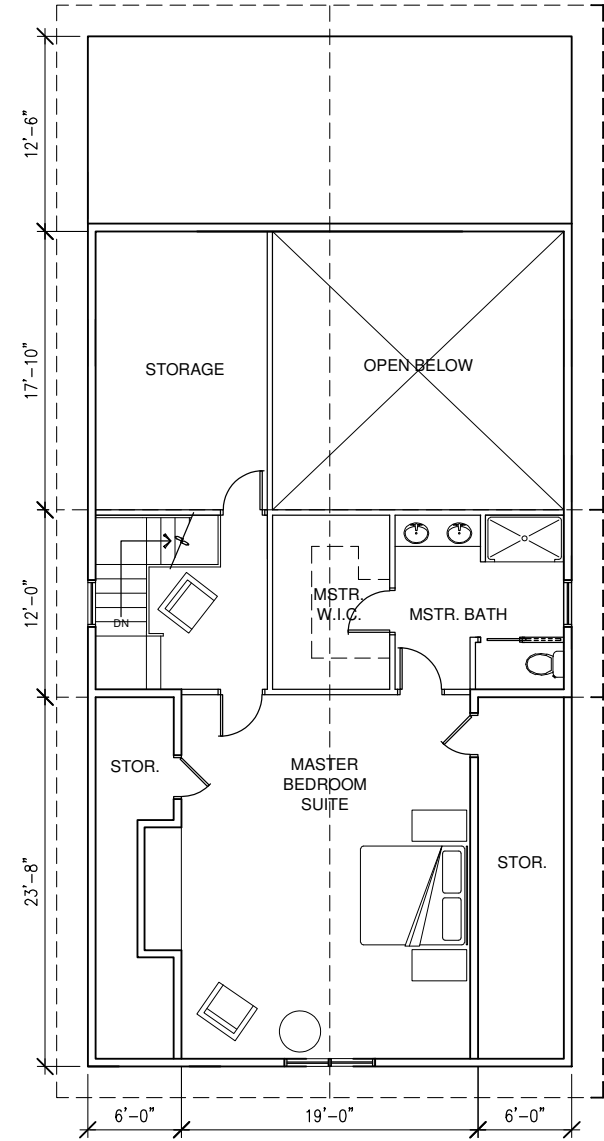 12'-6"
17'-10"
STORAGE
OPEN BELOW
12'-0"
DN
MSTR.
W.I.C.
MSTR. BATH
23'-8"
STOR.
MASTER
BEDROOM
SUITE
STOR.
6'-0"
19'-0"
6'-0"